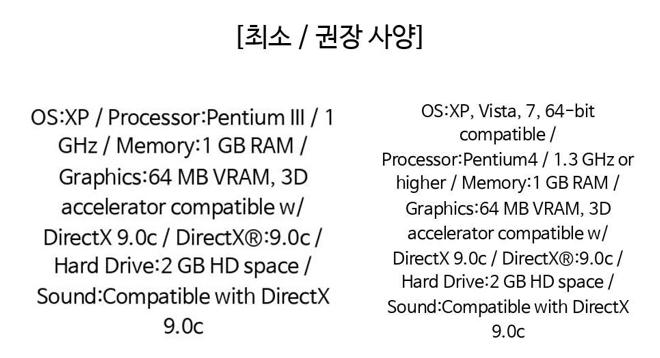 [최소 / 권장 사양]
OS:XP / Processor:Pentium III / 1
GHz / Memory:1 GB RAM /
Graphics:64 MB VRAM, 3D
accelerator compatible w/
DirectX 9.0c / DirectX®:9.0c /
Hard Drive:2 GB HD space /
Sound:Compatible with DirectX
9.0c
OS:XP, Vista, 7, 64-bit
compatible /
Processor:Pentium4 / 1.3 GHz or
higher / Memory:1 GB RAM /
Graphics:64 MB VRAM, 3D
accelerator compatible w/
DirectX 9.0c / DirectX®:9.0c /
Hard Drive:2 GB HD space /
Sound:Compatible with DirectX
9.0c